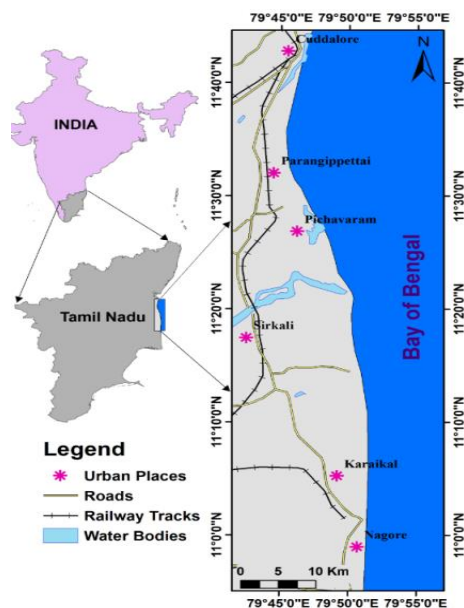 79°45'0"E 79°50'0"E 79°55'0"E
INDIA
Tamil Nadu
Legend
Urban Places
Roads
Railway Tracks
Water Bodies
11°40'0"N
11°30'0"N
11°20'0"N
11°10'0"N
11°0'0"N
Cuddalore
N
Parangippettai
Pichavaram
Sirkali
Karaikal
Nagore
Bay of Bengal
0 5 10 Km
11°40'0"N
11°30'0"N
11°20'0"N
11°10'0"N
11°0'0"N
79°45'0"E 79°50'0"E 79°55'0"E